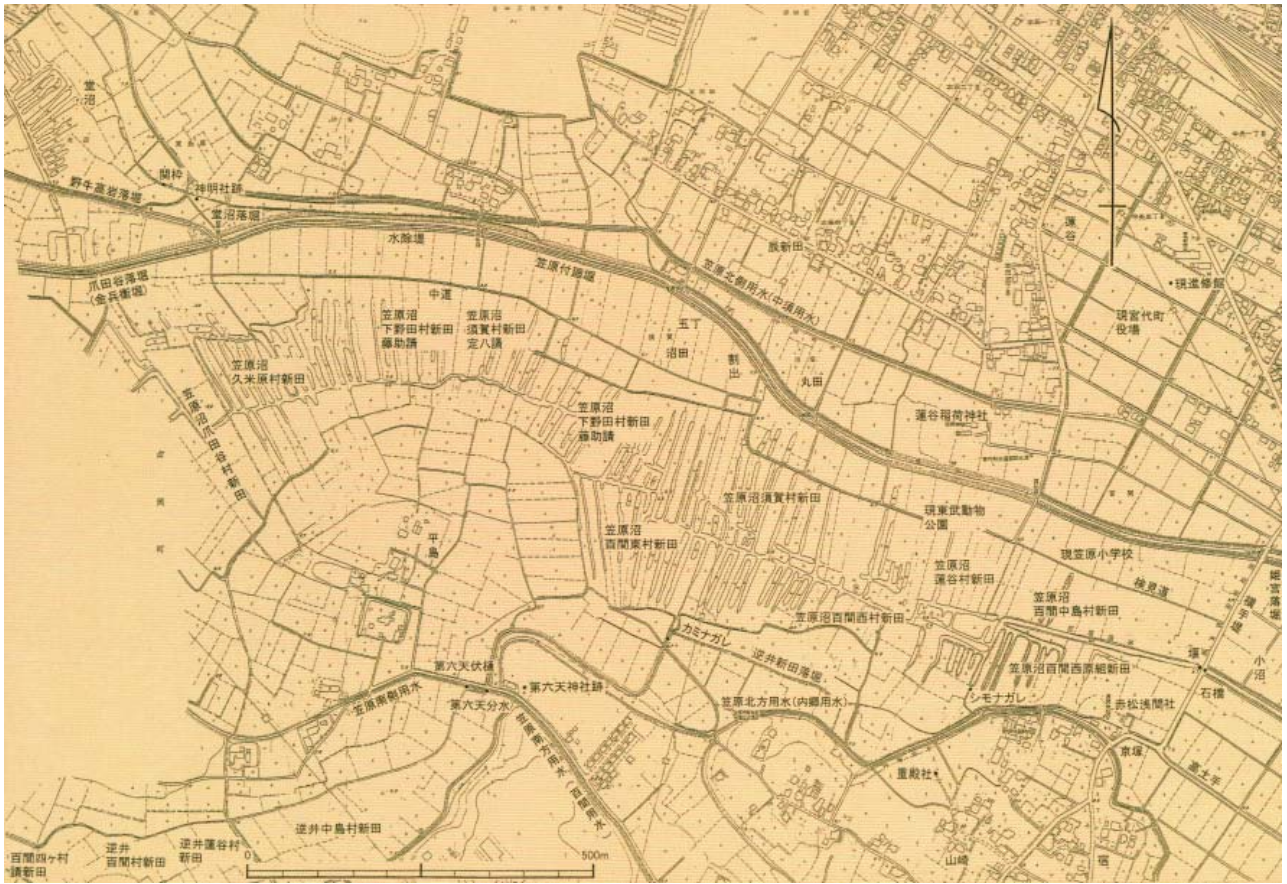 堂沼
関枠
神明社跡
野牛高岩落堀
堂沼落堀
水除堤
爪田谷落堀
(金兵衛堀)
笠原付廻堀
中道
辰新田
笠原北側用水(中須用水)
蓮谷
現進修館
現宮代町
役場
笠原沼
下野田村新田
藤助請
笠原沼
須賀村新田
定八請
五丁
沼田
割出
丸田
笠原沼
久米原村新田
笠原沼爪田谷村新田
笠原沼
下野田村新田
藤助請
蓮谷稲荷神社
笠原沼須賀村新田
現東武動物
公園
笠原沼
百間東村新田
平島
現笠原小学校
笠原沼
蓮谷村新田
検見道
笠原沼
百間中島村新田
笠原沼百間西村新田
姫宮落堀
横手堤
カミナガレ
逆井新田落堀
笠原沼百間西原組新田
堰
小沼
石橋
第六天伏樋
第六天神社跡
第六天分水
笠原南側用水
笠原北方用水(内郷用水)
シモナガレ
赤松浅間社
京塚
富士手
重殿社
逆井中島村新田
逆井蓮谷村
新田
逆井
百間村新田
百間四ヶ村
請新田
0
500m
山崎
宿